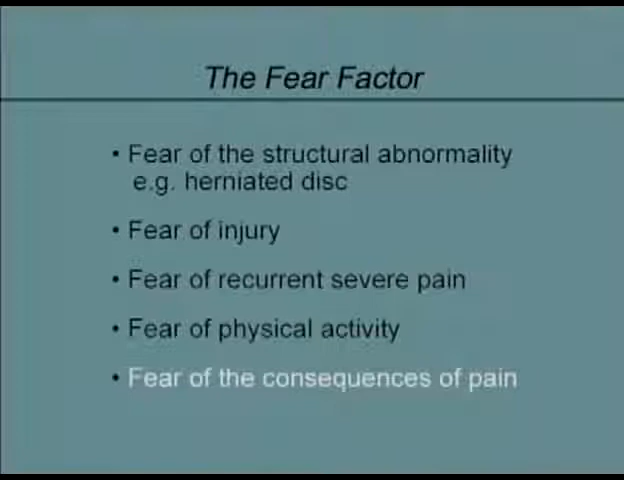 The Fear Factor
• Fear of the structural abnormality
e.g. herniated disc
• Fear of injury
• Fear of recurrent severe pain
• Fear of physical activity
• Fear of the consequences of pain